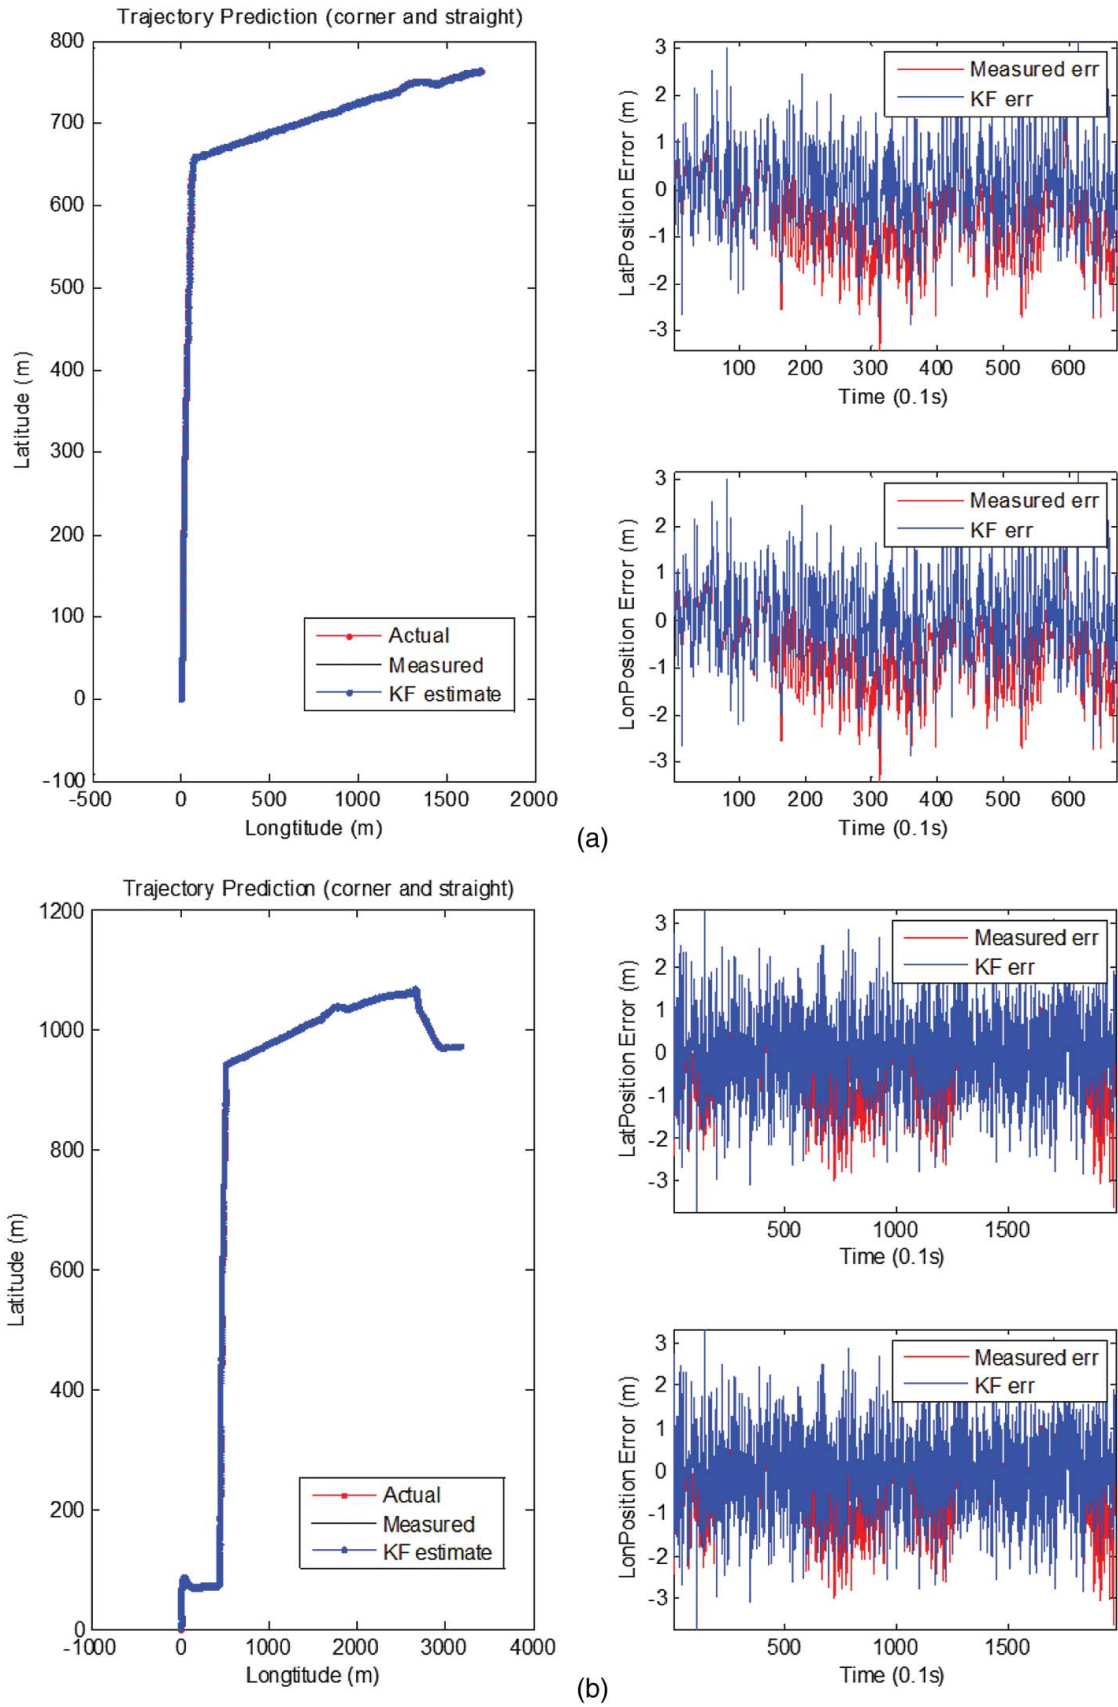 Trajectory Prediction (corner and straight)
800
700
600
500
400
300
200
100
0
-100
-500
0
500
1000
1500
2000
Latitude (m)
Longtitude (m)
Actual
Measured
KF estimate
3
2
1
0
-1
-2
-3
LatPosition Error (m)
Measured err
KF err
100
200
300
400
500
600
Time (0.1s)
3
2
1
0
-1
-2
-3
LonPosition Error (m)
Measured err
KF err
100
200
300
400
500
600
Time (0.1s)
(a)
Trajectory Prediction (corner and straight)
1200
1000
800
600
400
200
0
-1000
0
1000
2000
3000
4000
Latitude (m)
Longtitude (m)
Actual
Measured
KF estimate
3
2
1
0
-1
-2
-3
LatPosition Error (m)
Measured err
KF err
500
1000
1500
Time (0.1s)
3
2
1
0
-1
-2
-3
LonPosition Error (m)
Measured err
KF err
500
1000
1500
Time (0.1s)
(b)